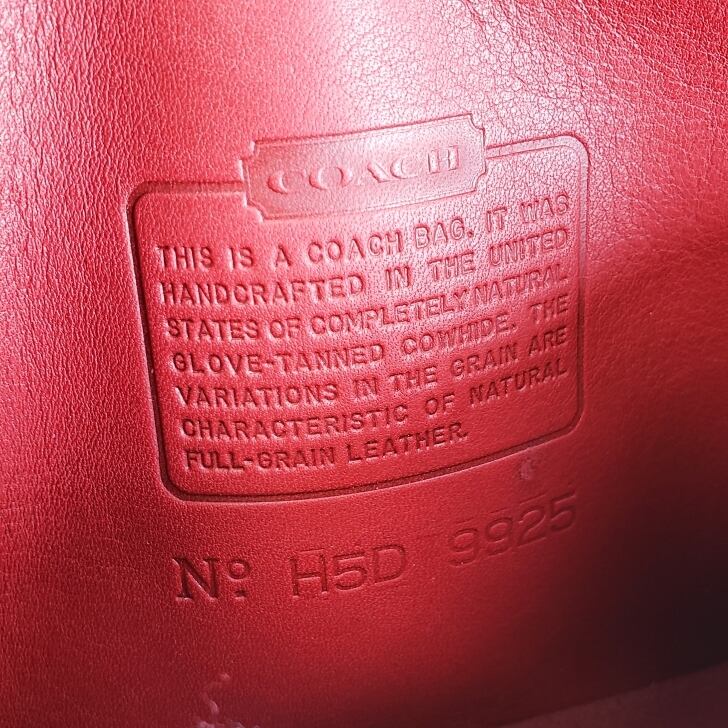 COACH
THIS IS A COACH BAG. IT WAS
HANDCRAFTED IN THE UNITED
STATES OF COMPLETELY NATURAL
GLOVE-TANNED COWHIDE. THE
VARIATIONS IN THE GRAIN ARE
CHARACTERISTIC OF NATURAL
FULL-GRAIN LEATHER.
Nº H5D 9925